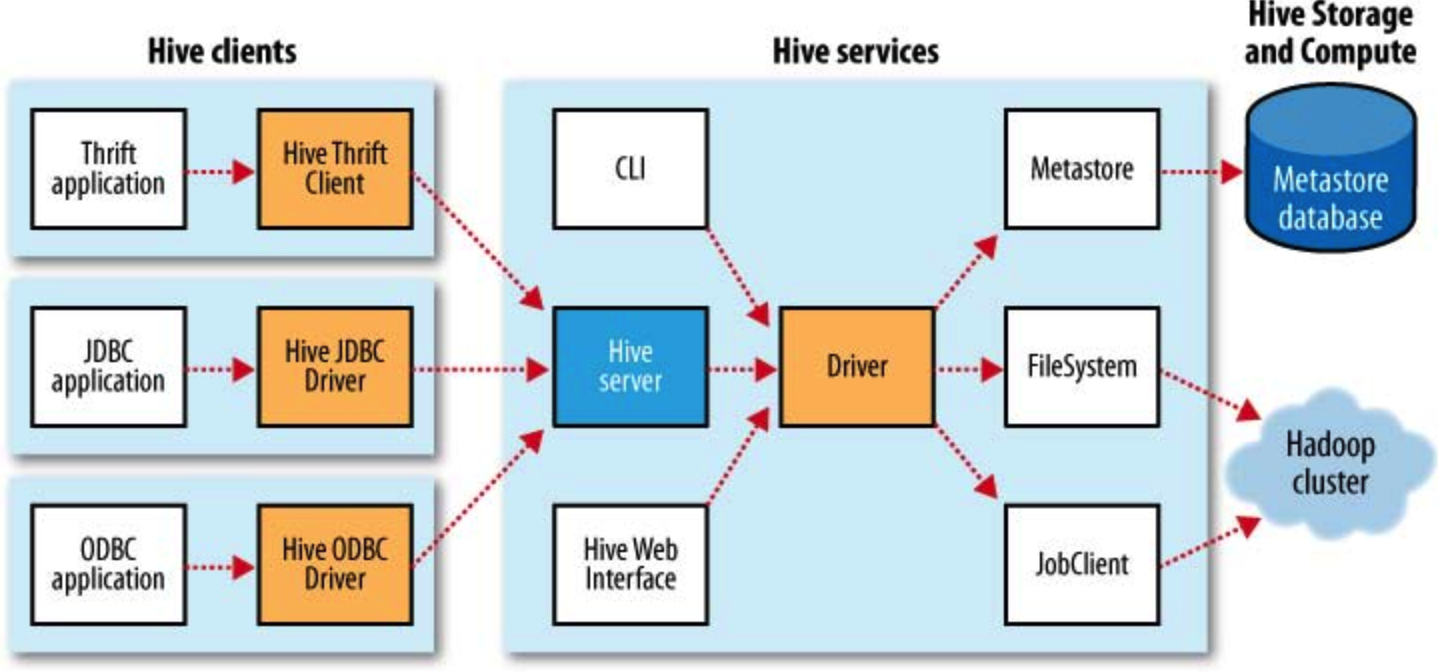 Hive clients
Thrift
application
Hive Thrift
Client
JDBC
application
Hive JDBC
Driver
ODBC
application
Hive ODBC
Driver
Hive services
CLI
Hive
server
Hive Web
Interface
Driver
Metastore
FileSystem
JobClient
Hive Storage
and Compute
Metastore
database
Hadoop
cluster